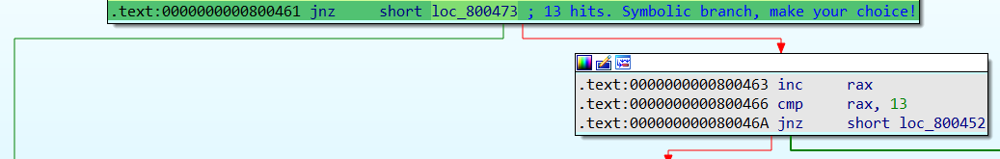 .text:0000000000800461 jnz     short loc_800473 ; 13 hits. Symbolic branch, make your choice!
.text:0000000000800463 inc     rax
.text:0000000000800466 cmp     rax, 13
.text:000000000080046A jnz     short loc_800452